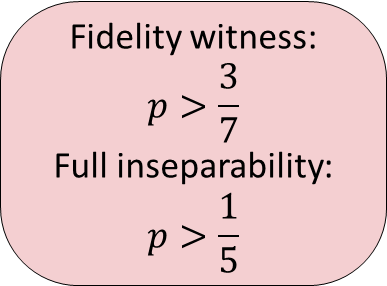 Fidelity witness:
p > 3/7
Full inseparability:
p > 1/5